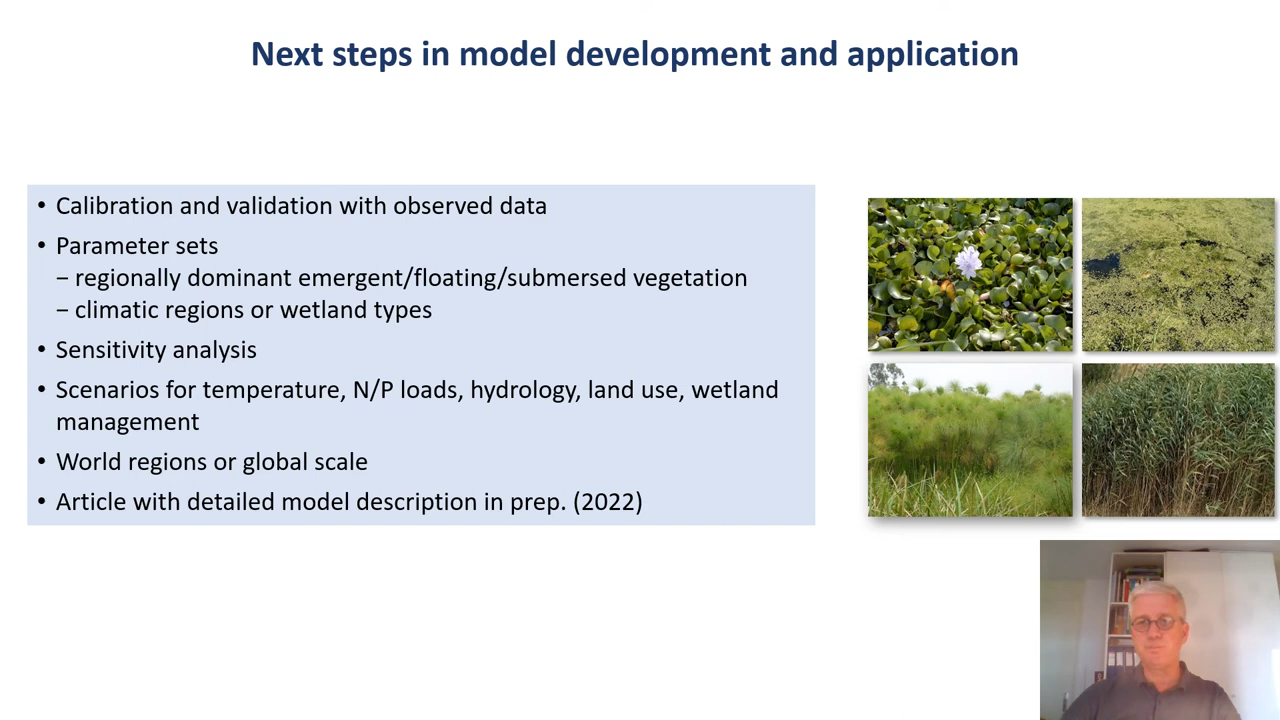 Next steps in model development and application
• Calibration and validation with observed data
• Parameter sets
− regionally dominant emergent/floating/submersed vegetation
− climatic regions or wetland types
• Sensitivity analysis
• Scenarios for temperature, N/P loads, hydrology, land use, wetland
management
• World regions or global scale
• Article with detailed model description in prep. (2022)